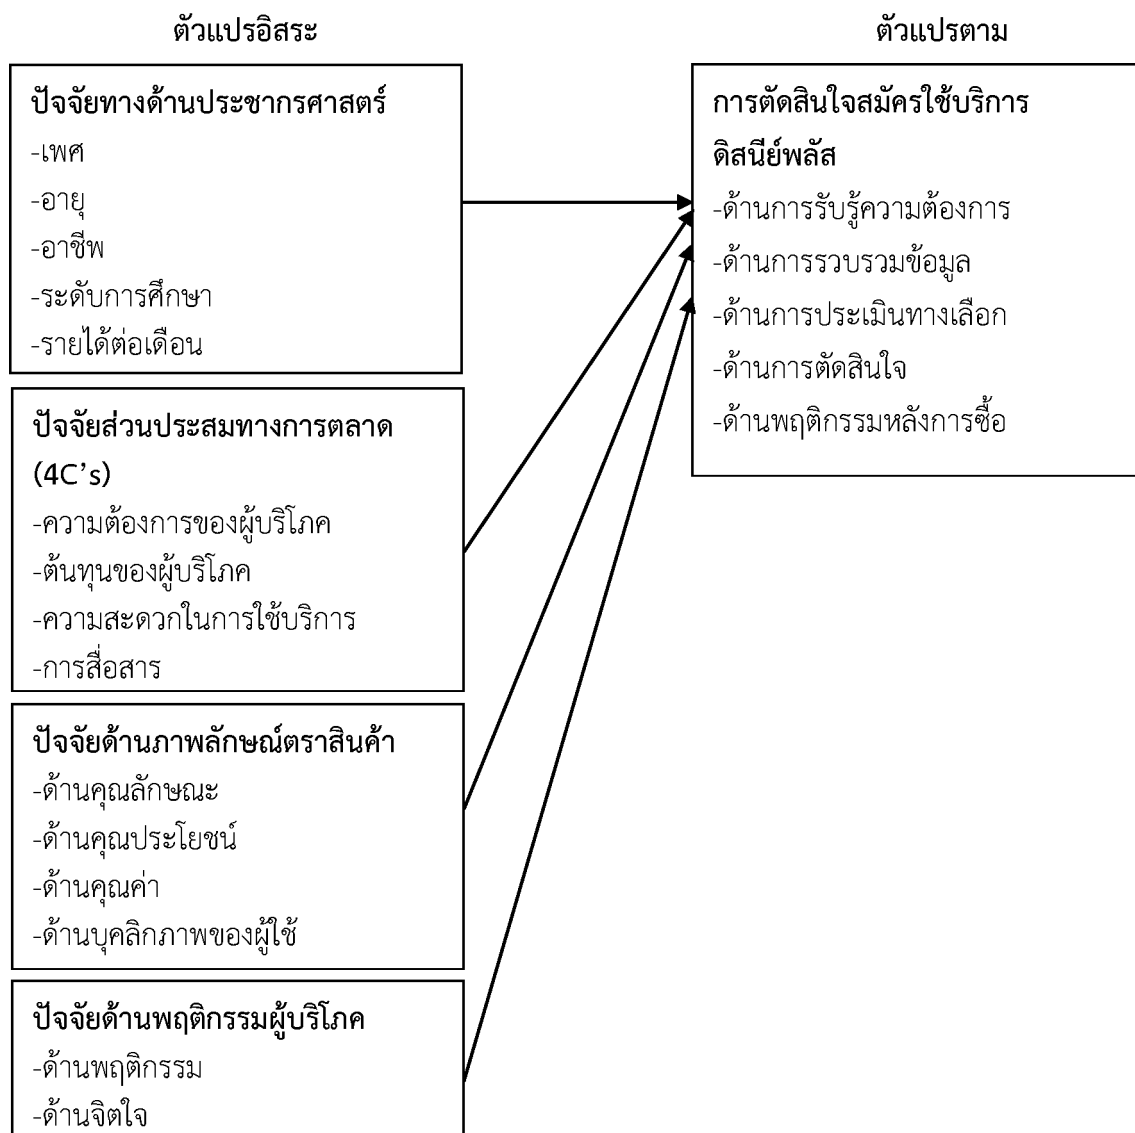 ตัวแปรอิสระ
ตัวแปรตาม
ปัจจัยทางด้านประชากรศาสตร์
-เพศ
-อายุ
-อาชีพ
-ระดับการศึกษา
-รายได้ต่อเดือน
ปัจจัยส่วนประสมทางการตลาด
(4C’s)
-ความต้องการของผู้บริโภค
-ต้นทุนของผู้บริโภค
-ความสะดวกในการใช้บริการ
-การสื่อสาร
ปัจจัยด้านภาพลักษณ์ตราสินค้า
-ด้านคุณลักษณะ
-ด้านคุณประโยชน์
-ด้านคุณค่า
-ด้านบุคลิกภาพของผู้ใช้
ปัจจัยด้านพฤติกรรมผู้บริโภค
-ด้านพฤติกรรม
-ด้านจิตใจ
การตัดสินใจสมัครใช้บริการ
ดิสนีย์พลัส
-ด้านการรับรู้ความต้องการ
-ด้านการรวบรวมข้อมูล
-ด้านการประเมินทางเลือก
-ด้านการตัดสินใจ
-ด้านพฤติกรรมหลังการซื้อ